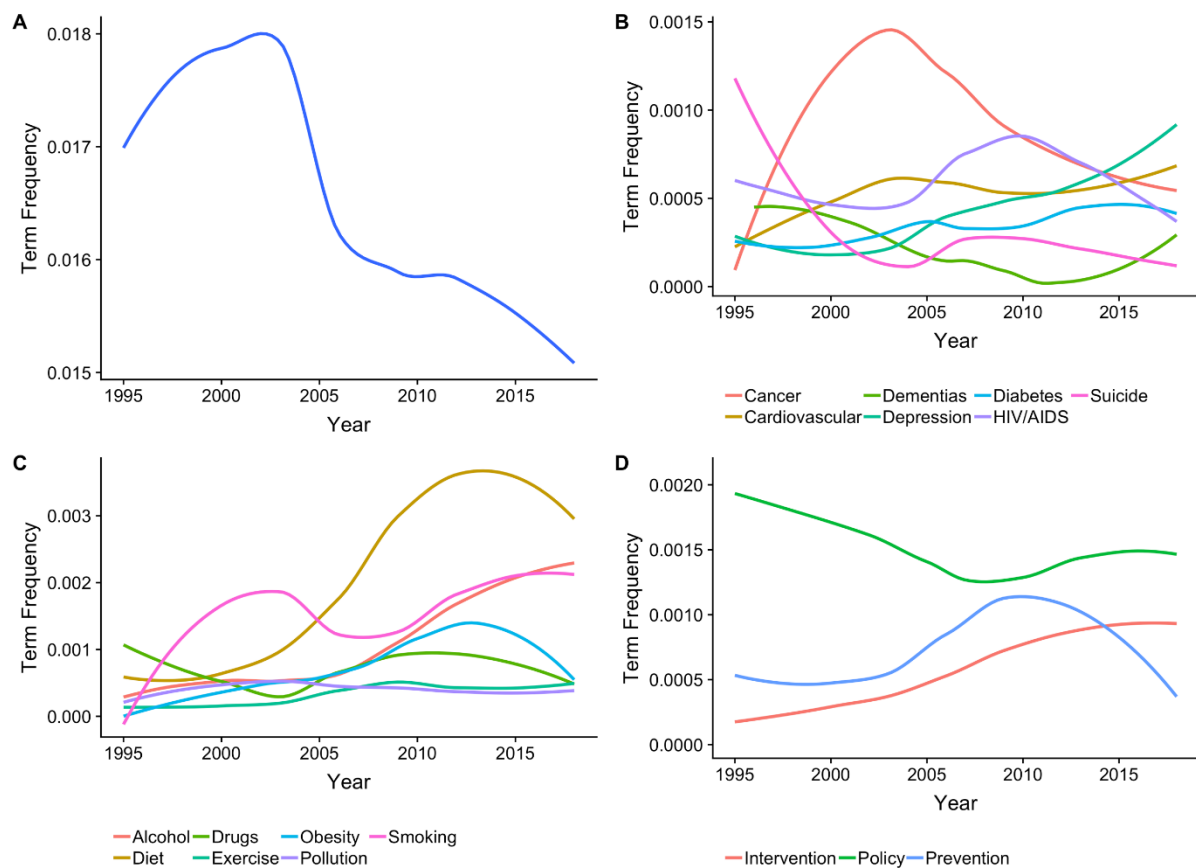 A
0.018
0.017
0.016
0.015
Term Frequency
1995 2000 2005 2010 2015
Year
B
0.0015
0.0010
0.0005
0.0000
Term Frequency
1995 2000 2005 2010 2015
Year
Cancer Dementias Diabetes Suicide
Cardiovascular Depression HIV/AIDS
C
0.003
0.002
0.001
0.000
Term Frequency
1995 2000 2005 2010 2015
Year
Alcohol Drugs Obesity Smoking
Diet Exercise Pollution
D
0.0020
0.0015
0.0010
0.0005
0.0000
Term Frequency
1995 2000 2005 2010 2015
Year
Intervention Policy Prevention